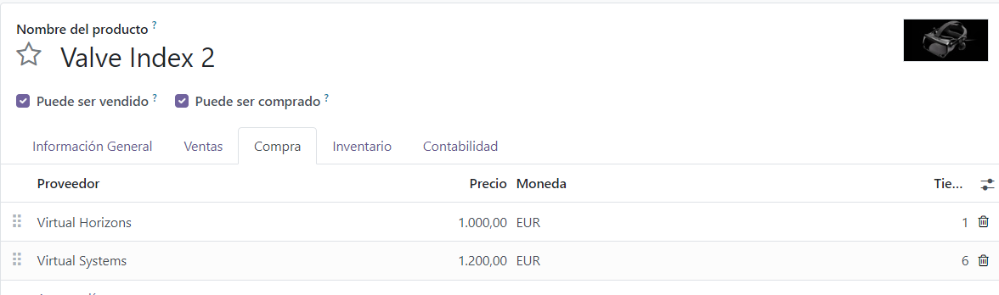 Nombre del producto ?
Valve Index 2
Puede ser vendido ? Puede ser comprado ?
Información General Ventas Compra Inventario Contabilidad
Proveedor Precio Moneda Tie...
Virtual Horizons 1.000,00 EUR 1
Virtual Systems 1.200,00 EUR 6